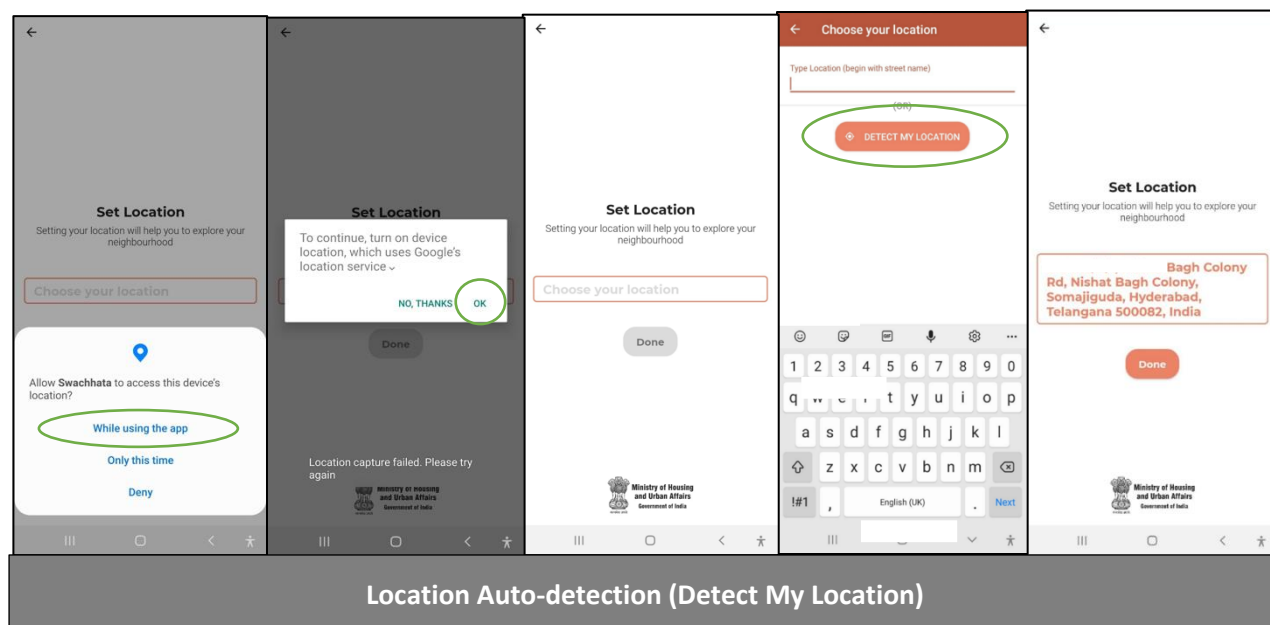 Set Location
Setting your location will help you to explore your
neighbourhood
Choose your location
Allow Swachhata to access this device's
location?
While using the app
Only this time
Deny
Set Location
To continue, turn on device
location, which uses Google's
location service
NO, THANKS
OK
Done
Location capture failed. Please try
again
Ministry of Housing
and Urban Affairs
Government of India
Set Location
Setting your location will help you to explore your
neighbourhood
Choose your location
Done
Ministry of Housing
and Urban Affairs
Government of India
Choose your location
Type Location (begin with street name)
(OR)
DETECT MY LOCATION
GIF
1 2 3 4 5 6 7 8 9 0
q t y u i o p
a s d f g h j k l
z x c v b n m
!#1 , English (UK) . Next
Set Location
Setting your location will help you to explore your
neighbourhood
Bagh Colony
Rd, Nishat Bagh Colony,
Somajiguda, Hyderabad,
Telangana 500082, India
Done
Ministry of Housing
and Urban Affairs
Government of India
Location Auto-detection (Detect My Location)